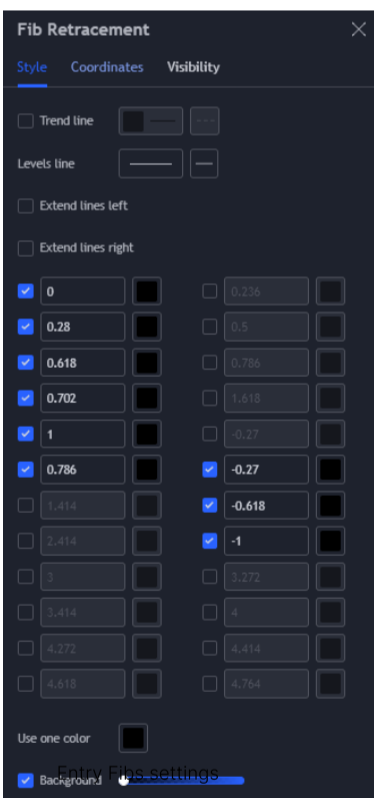 Fib Retracement
Style Coordinates Visibility
Trend line
Levels line
Extend lines left
Extend lines right
0 0.236
0.28 0.5
0.618 0.786
0.702 1.618
1 -0.27
0.786 -0.27
1.414 -0.618
2.414 -1
3 3.272
3.414 4
4.272 4.414
4.618 4.764
Use one color
Background
Entry Fibs settings